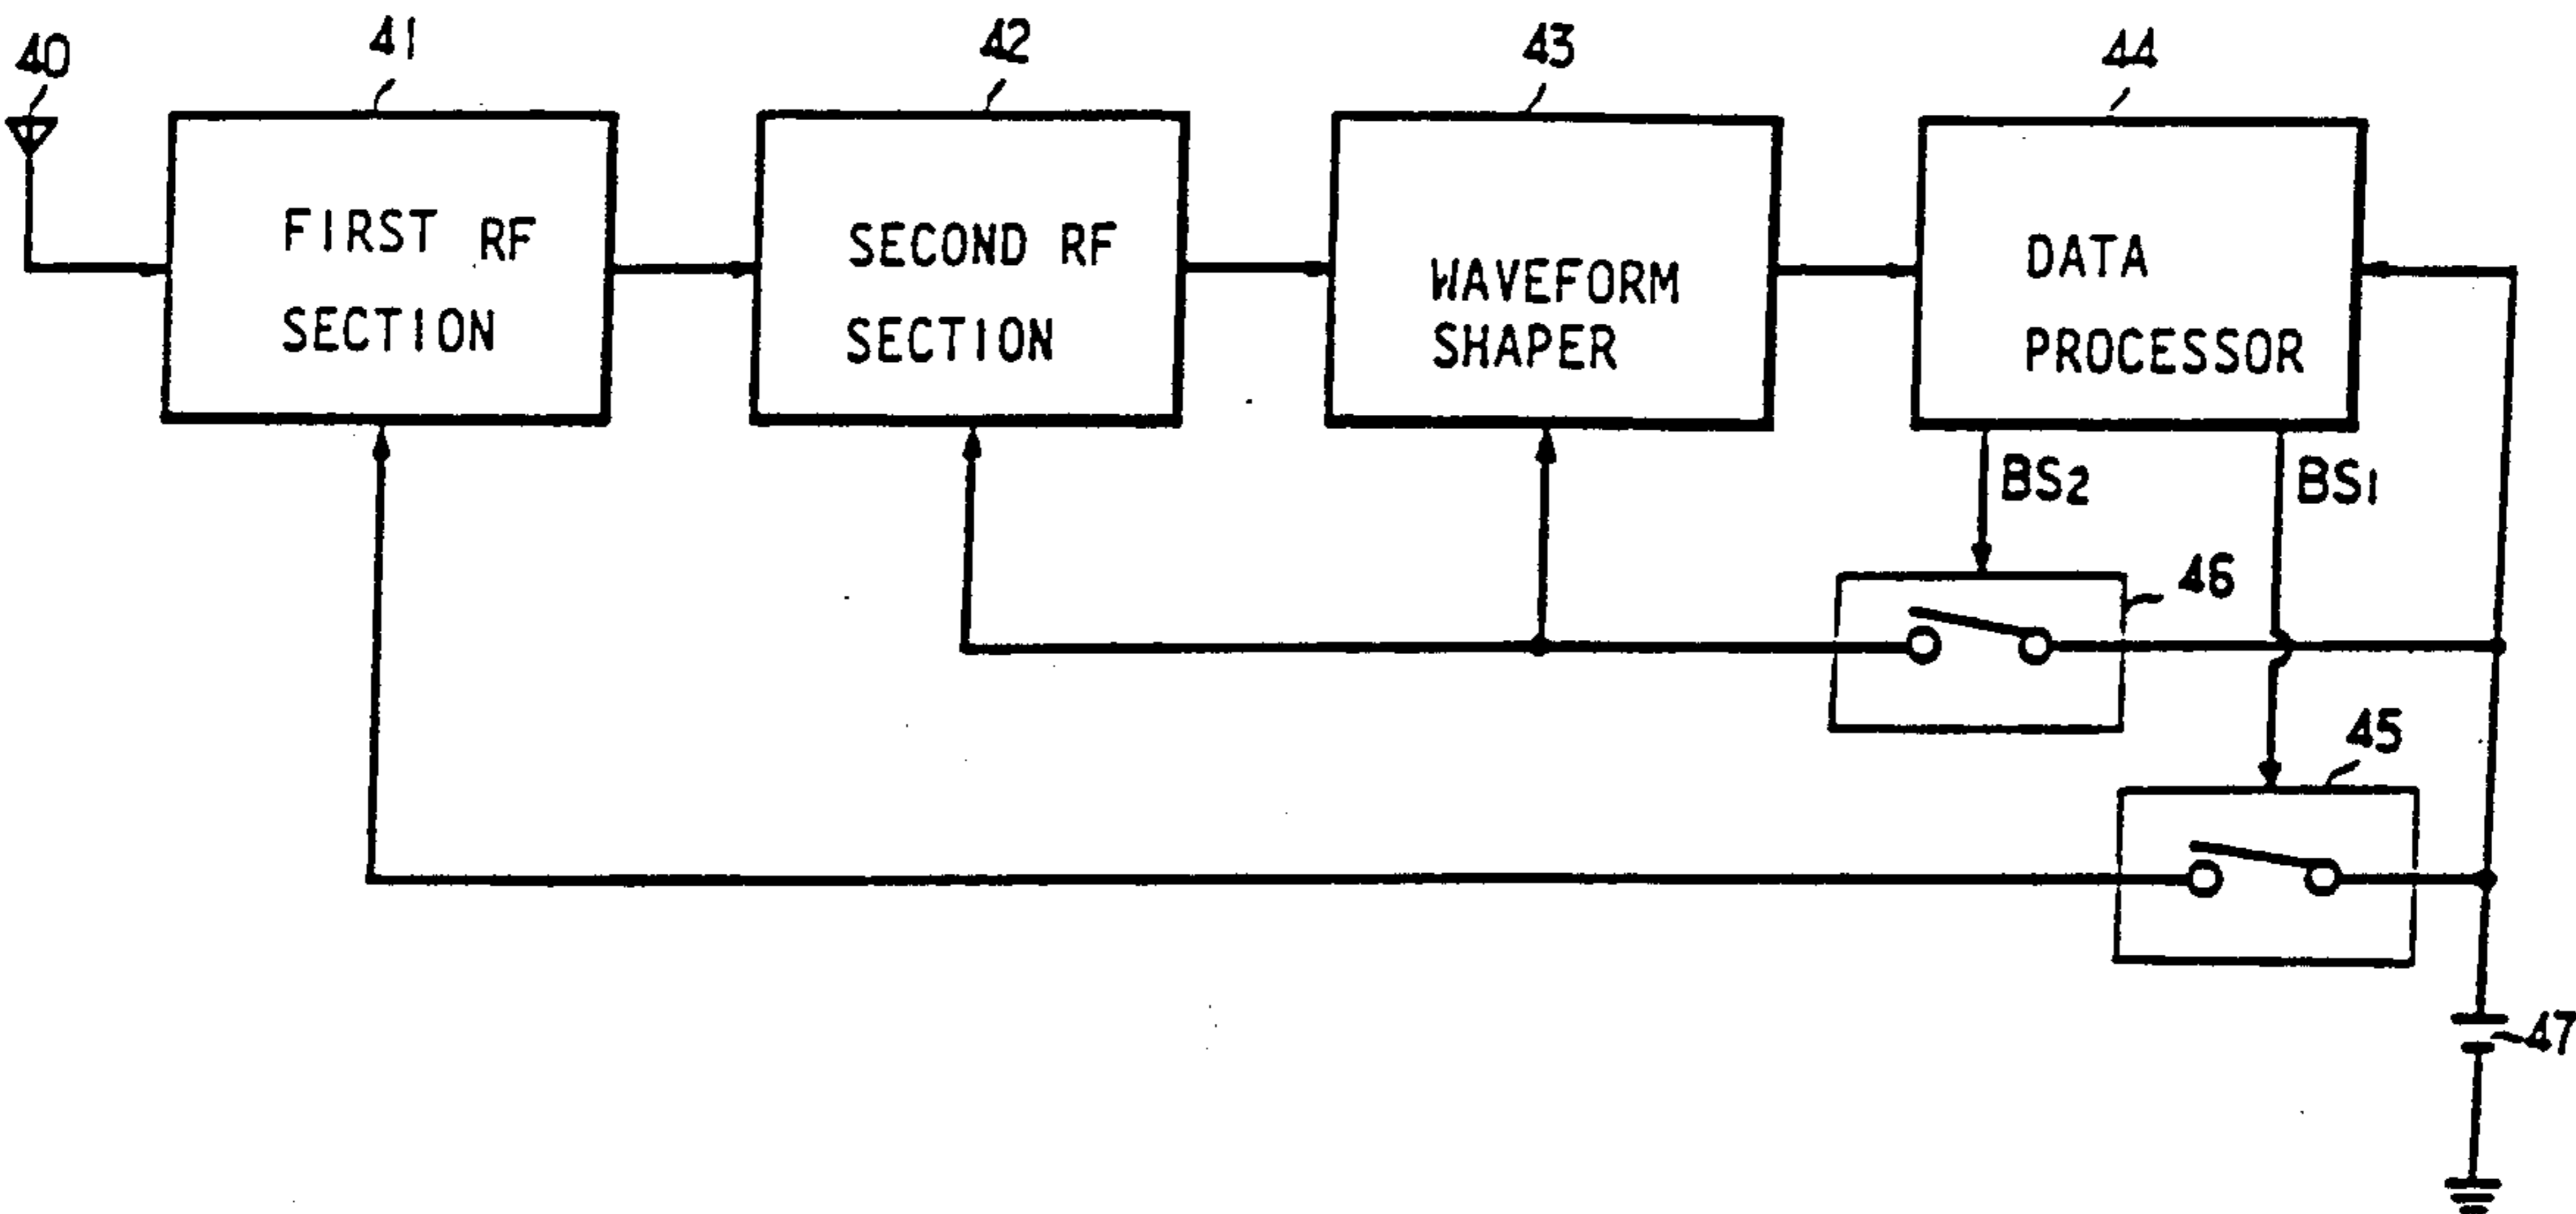 40
41
42
43
44
FIRST RF
SECTION
SECOND RF
SECTION
WAVEFORM
SHAPER
DATA
PROCESSOR
BS2
BS1
46
45
47